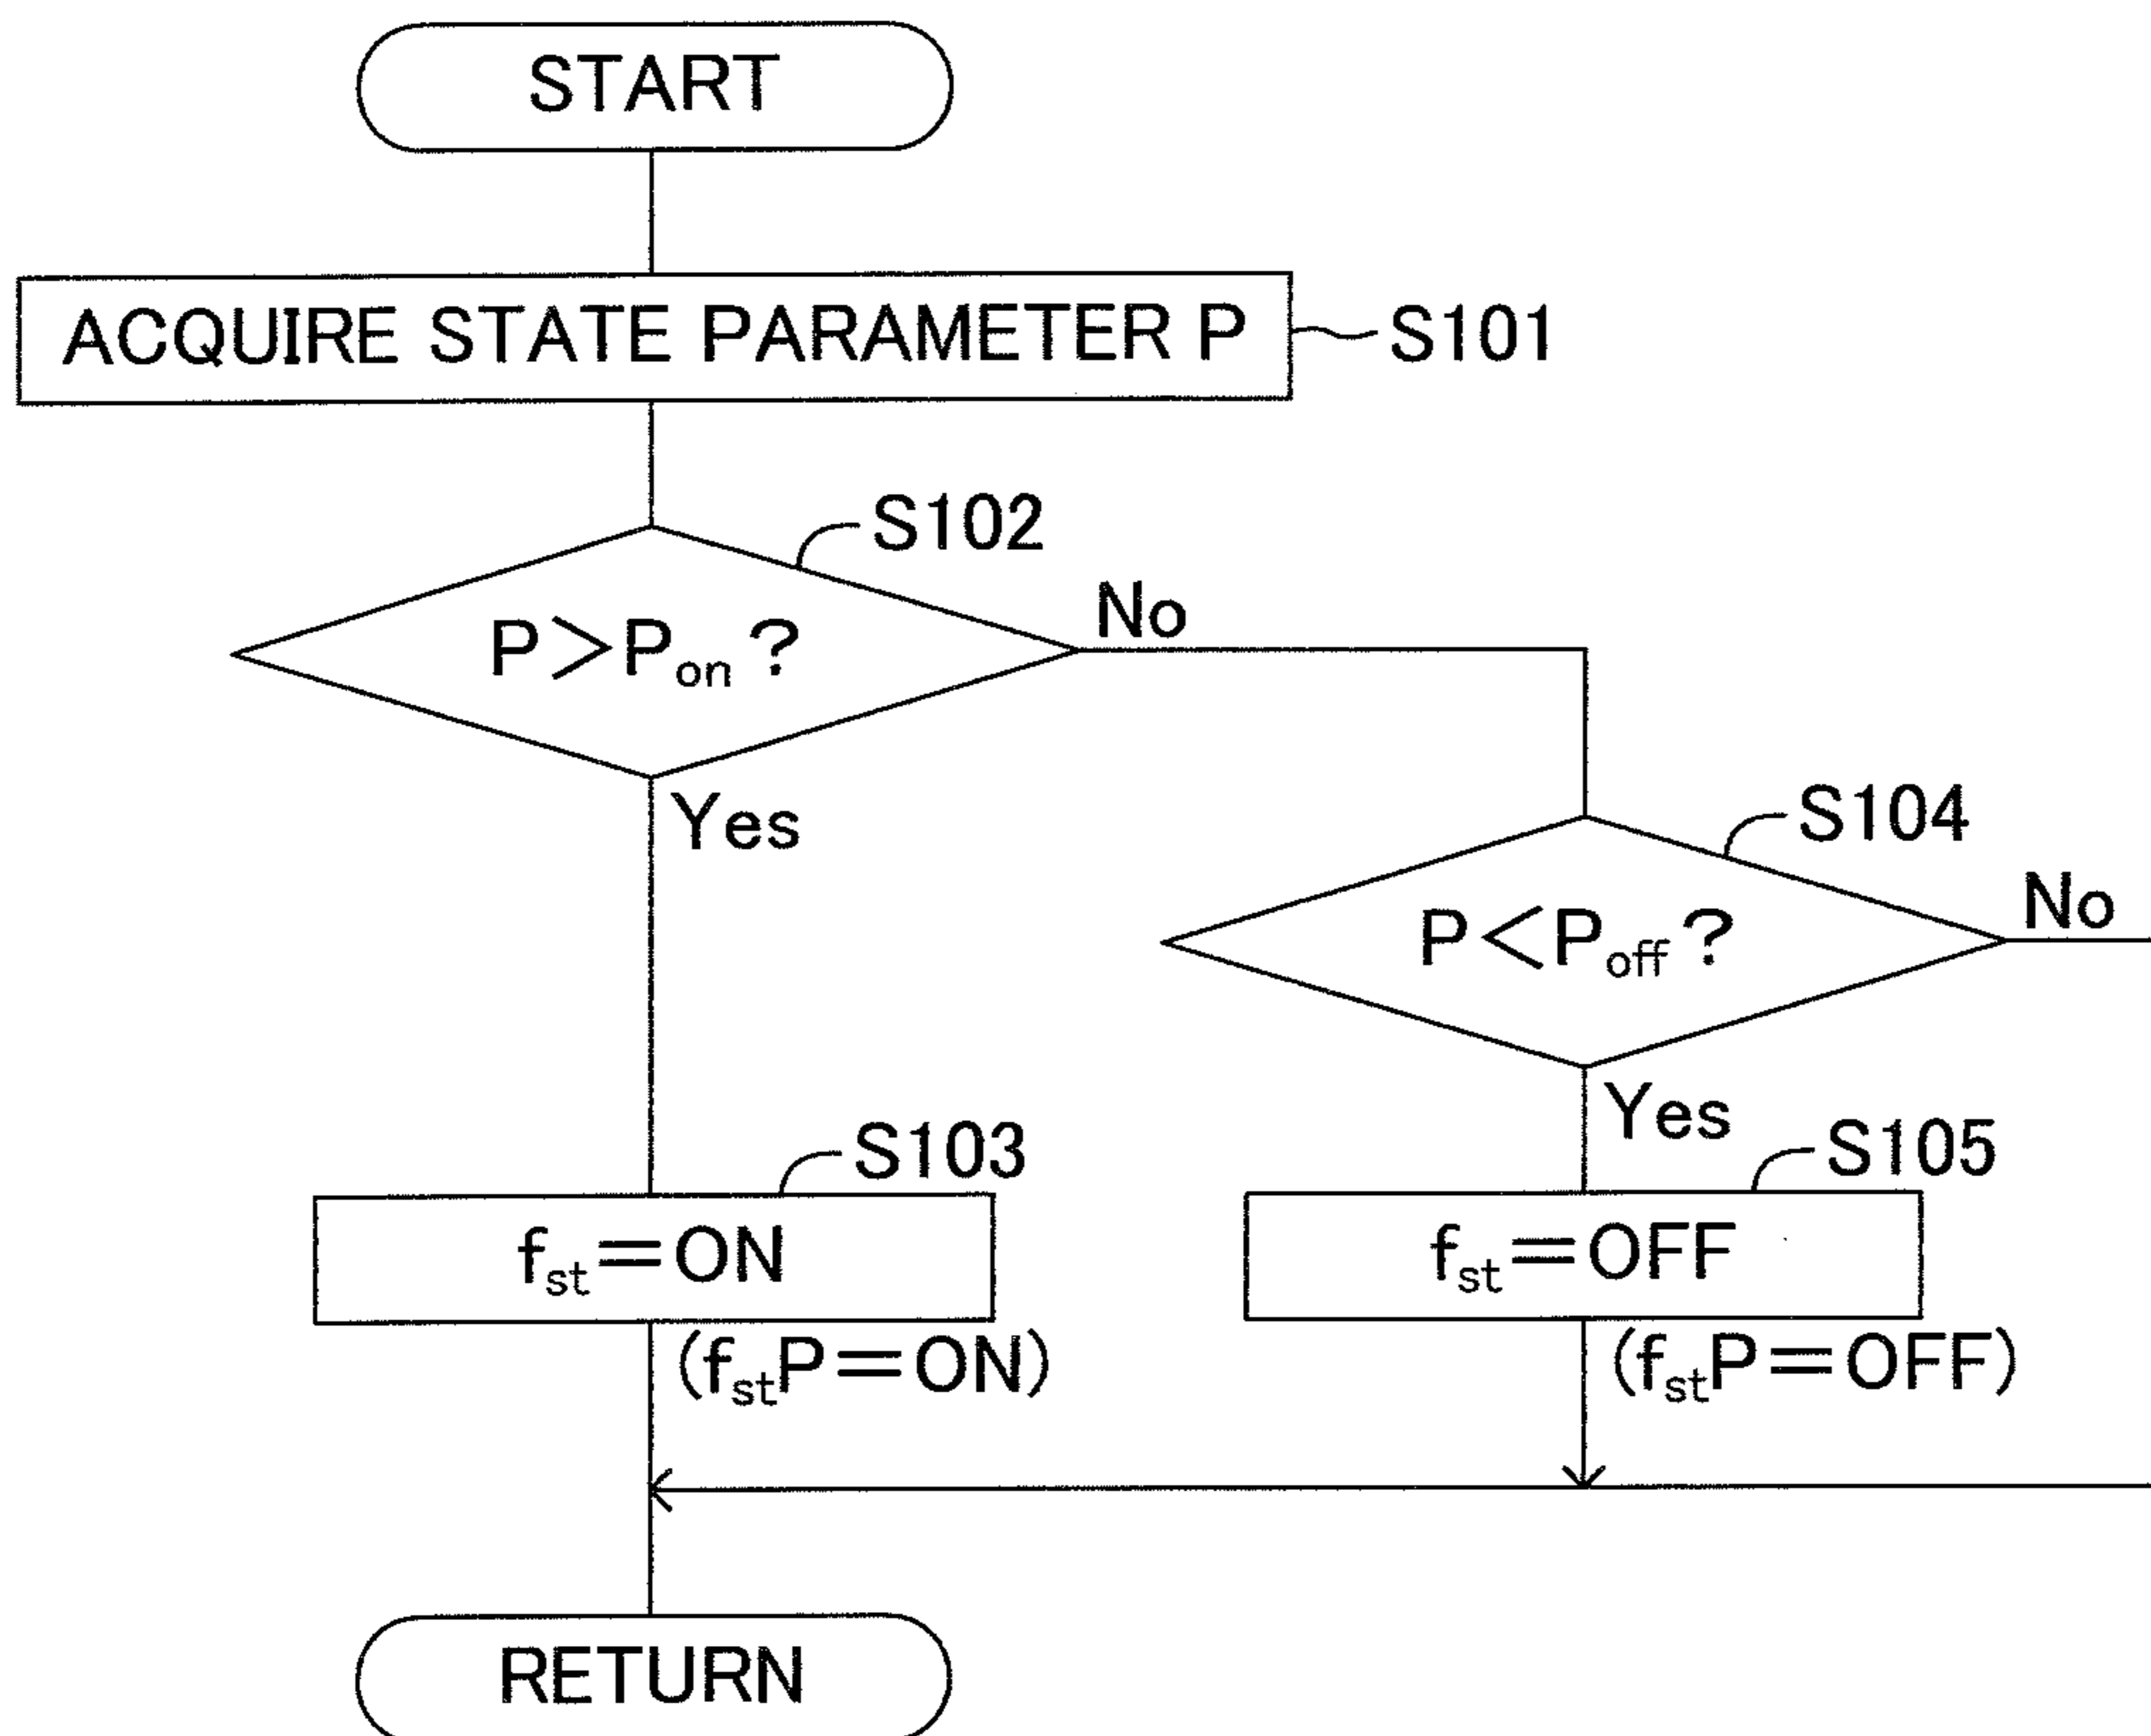 START
ACQUIRE STATE PARAMETER P
S101
S102
P>Pon?
No
Yes
S104
P<Poff?
No
Yes
S103
fst=ON
(fstP=ON)
S105
fst=OFF
(fstP=OFF)
RETURN